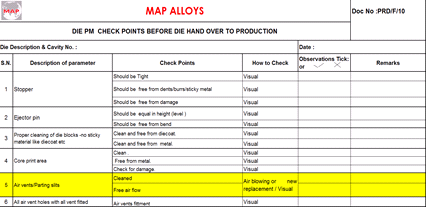 MAP
MAP ALLOYS
Doc No :PRD/F/10
DIE PM CHECK POINTS BEFORE DIE HAND OVER TO PRODUCTION
Die Description & Cavity No. :
Date :
S.N.
Description of parameter
Check Points
How to Check
Observations Tick: or ✓ ✗
Remarks
1
Stopper
Should be Tight
Visual
Should be free from dents/burrs/sticky metal
Visual
Should be free from damage
Visual
2
Ejector pin
Should be equal in height (level )
Visual
Should be free from bend
Visual
3
Proper cleaning of die blocks -no sticky
material like diecoat etc
Clean and free from diecoat.
Visual
Clean and free from metal.
Visual
4
Core print area
Clean
Visual
Free from metal.
Visual
Check for damage.
Visual
5
Air vents/Parting slits
Cleaned
Free air flow
Air blowing or new
replacement / Visual
6
All air vent holes with all vent fitted
Air vents fittment
Visual